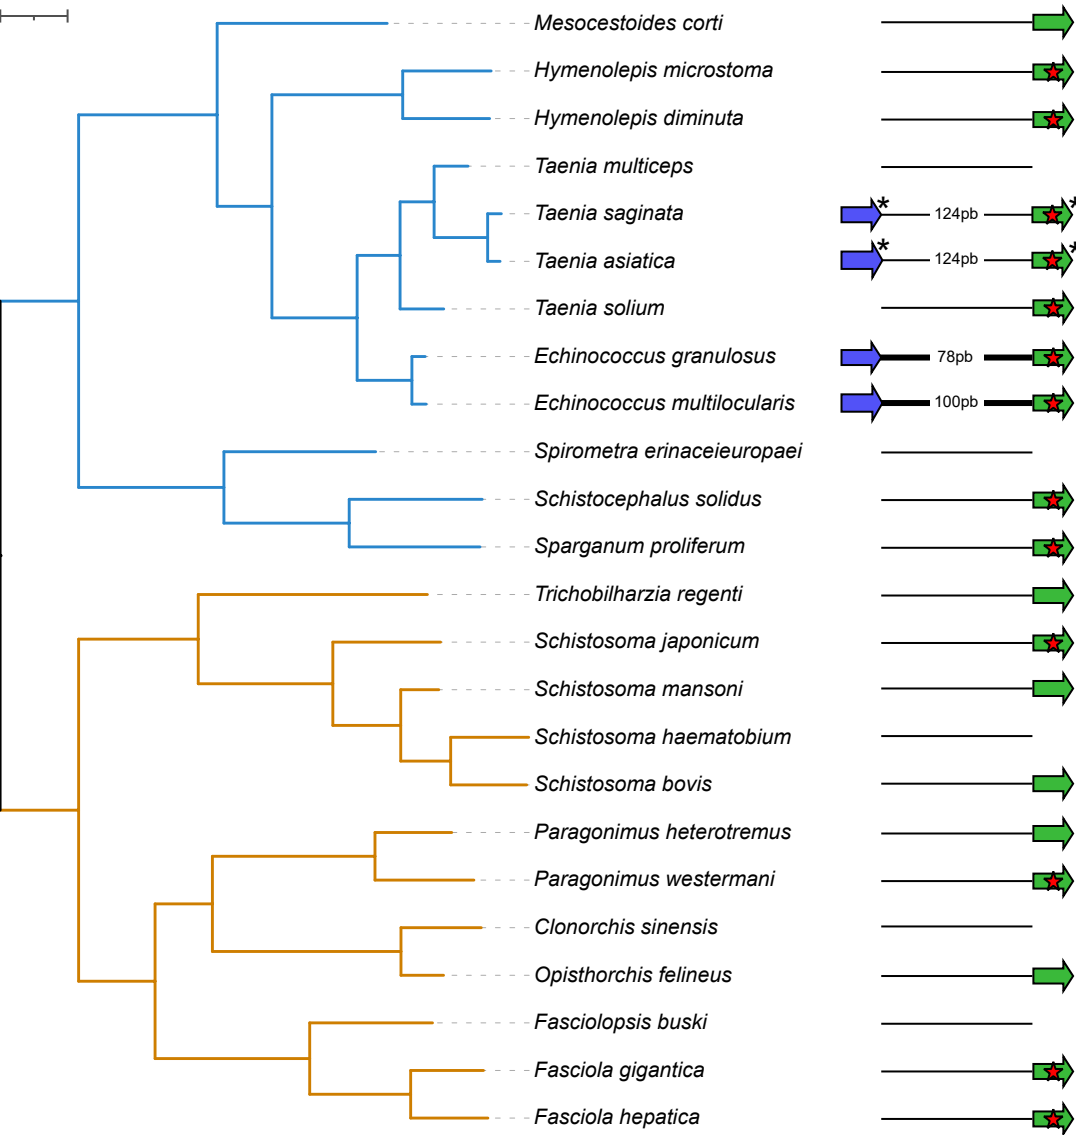 Mesocestoides corti
Hymenolepis microstoma
Hymenolepis diminuta
Taenia multiceps
Taenia saginata * 124pb *
Taenia asiatica * 124pb *
Taenia solium
Echinococcus granulosus 78pb
Echinococcus multilocularis 100pb
Spirometra erinaceieuropaei
Schistocephalus solidus
Sparganum proliferum
Trichobilharzia regenti
Schistosoma japonicum
Schistosoma mansoni
Schistosoma haematobium
Schistosoma bovis
Paragonimus heterotremus
Paragonimus westermani
Clonorchis sinensis
Opisthorchis felineus
Fasciolopsis buski
Fasciola gigantica
Fasciola hepatica